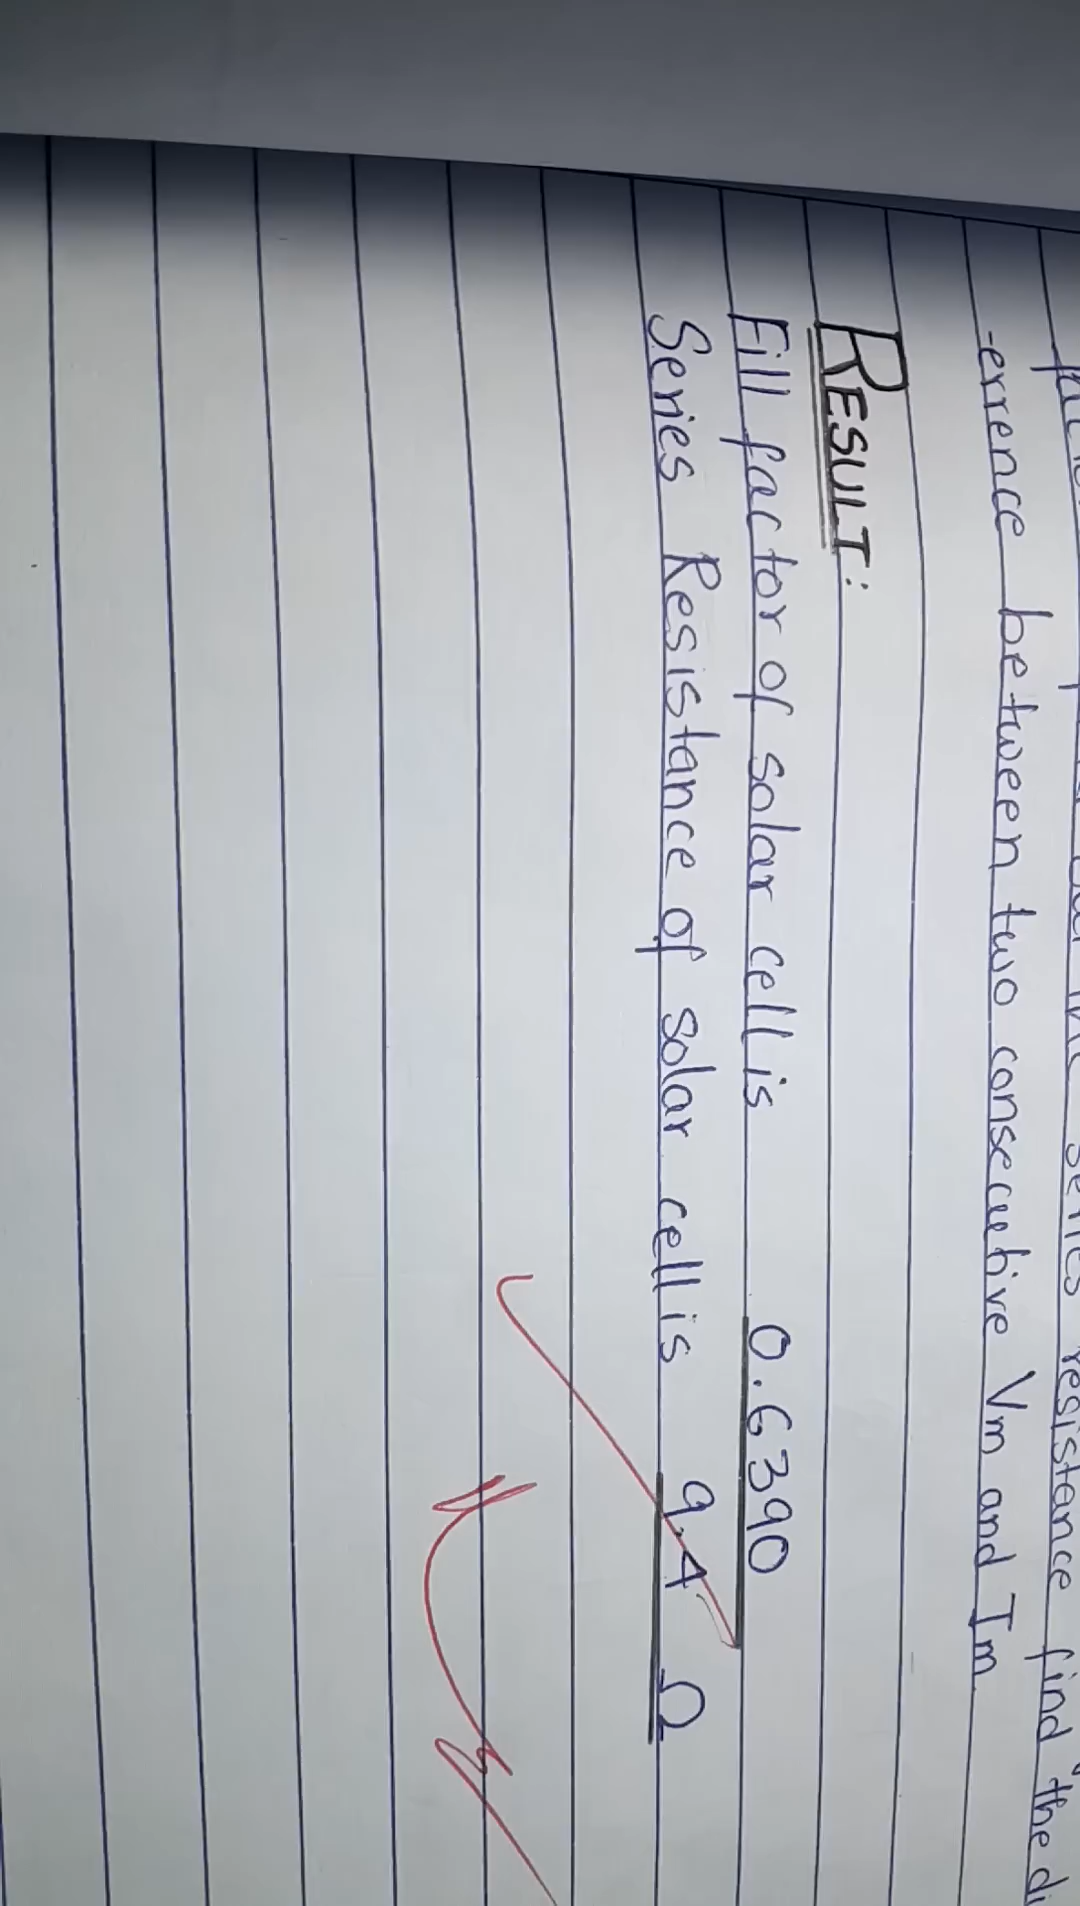 series resistance find the di
-errence between two consecutive Vm and Im
RESULT:
Fill factor of solar cell is 0.6390
Series Resistance of solar cell is 9.4 Ω